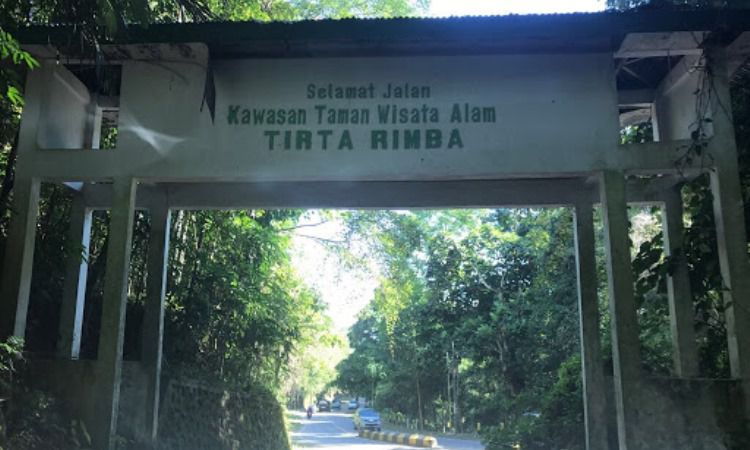 Selamat Jalan
Kawasan Taman Wisata Alam
TIRTA RIMBA